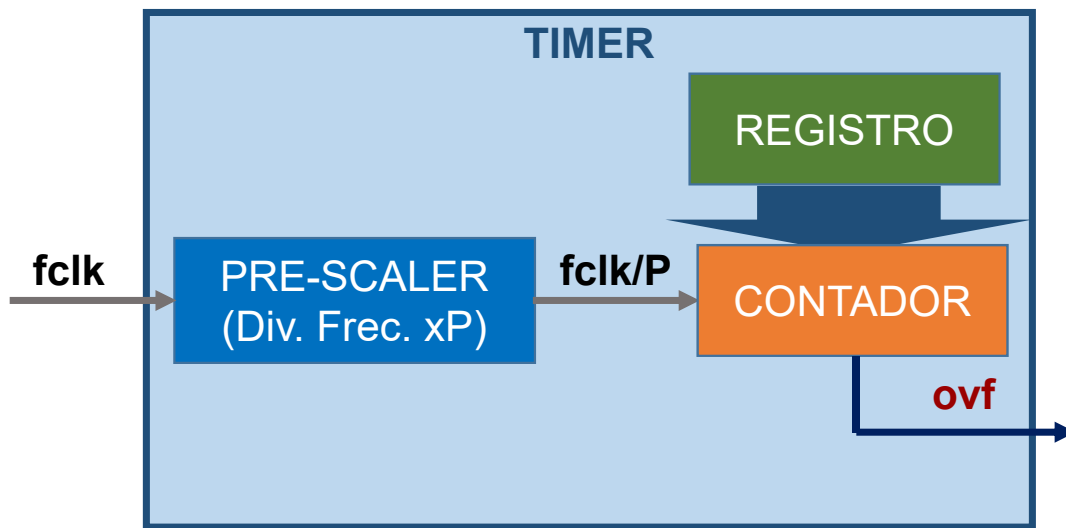 TIMER
REGISTRO
fclk
PRE-SCALER
(Div. Frec. xP)
fclk/P
CONTADOR
ovf